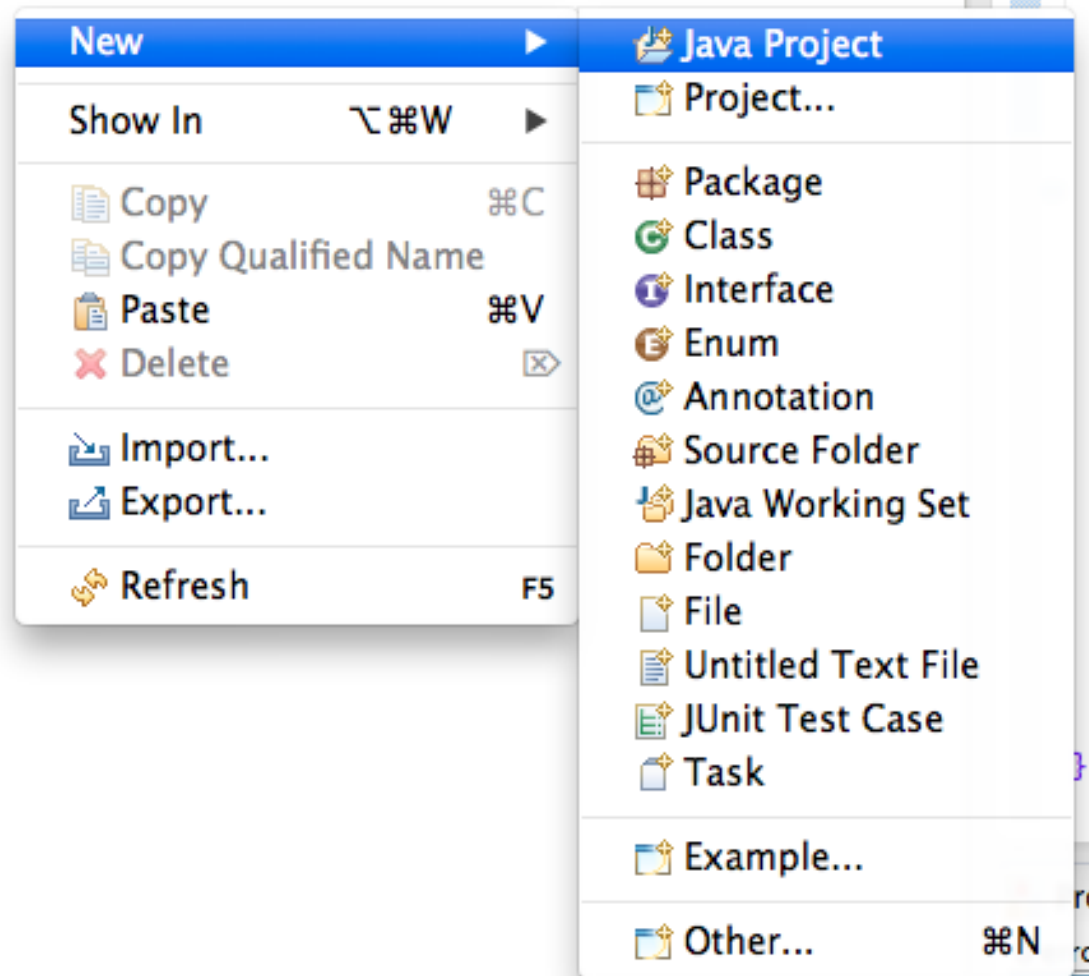 New
Show In ⌥⌘W
Copy ⌘C
Copy Qualified Name
Paste ⌘V
Delete ⌦
Import...
Export...
Refresh F5
Java Project
Project...
Package
Class
Interface
Enum
Annotation
Source Folder
Java Working Set
Folder
File
Untitled Text File
JUnit Test Case
Task
Example...
Other... ⌘N
}